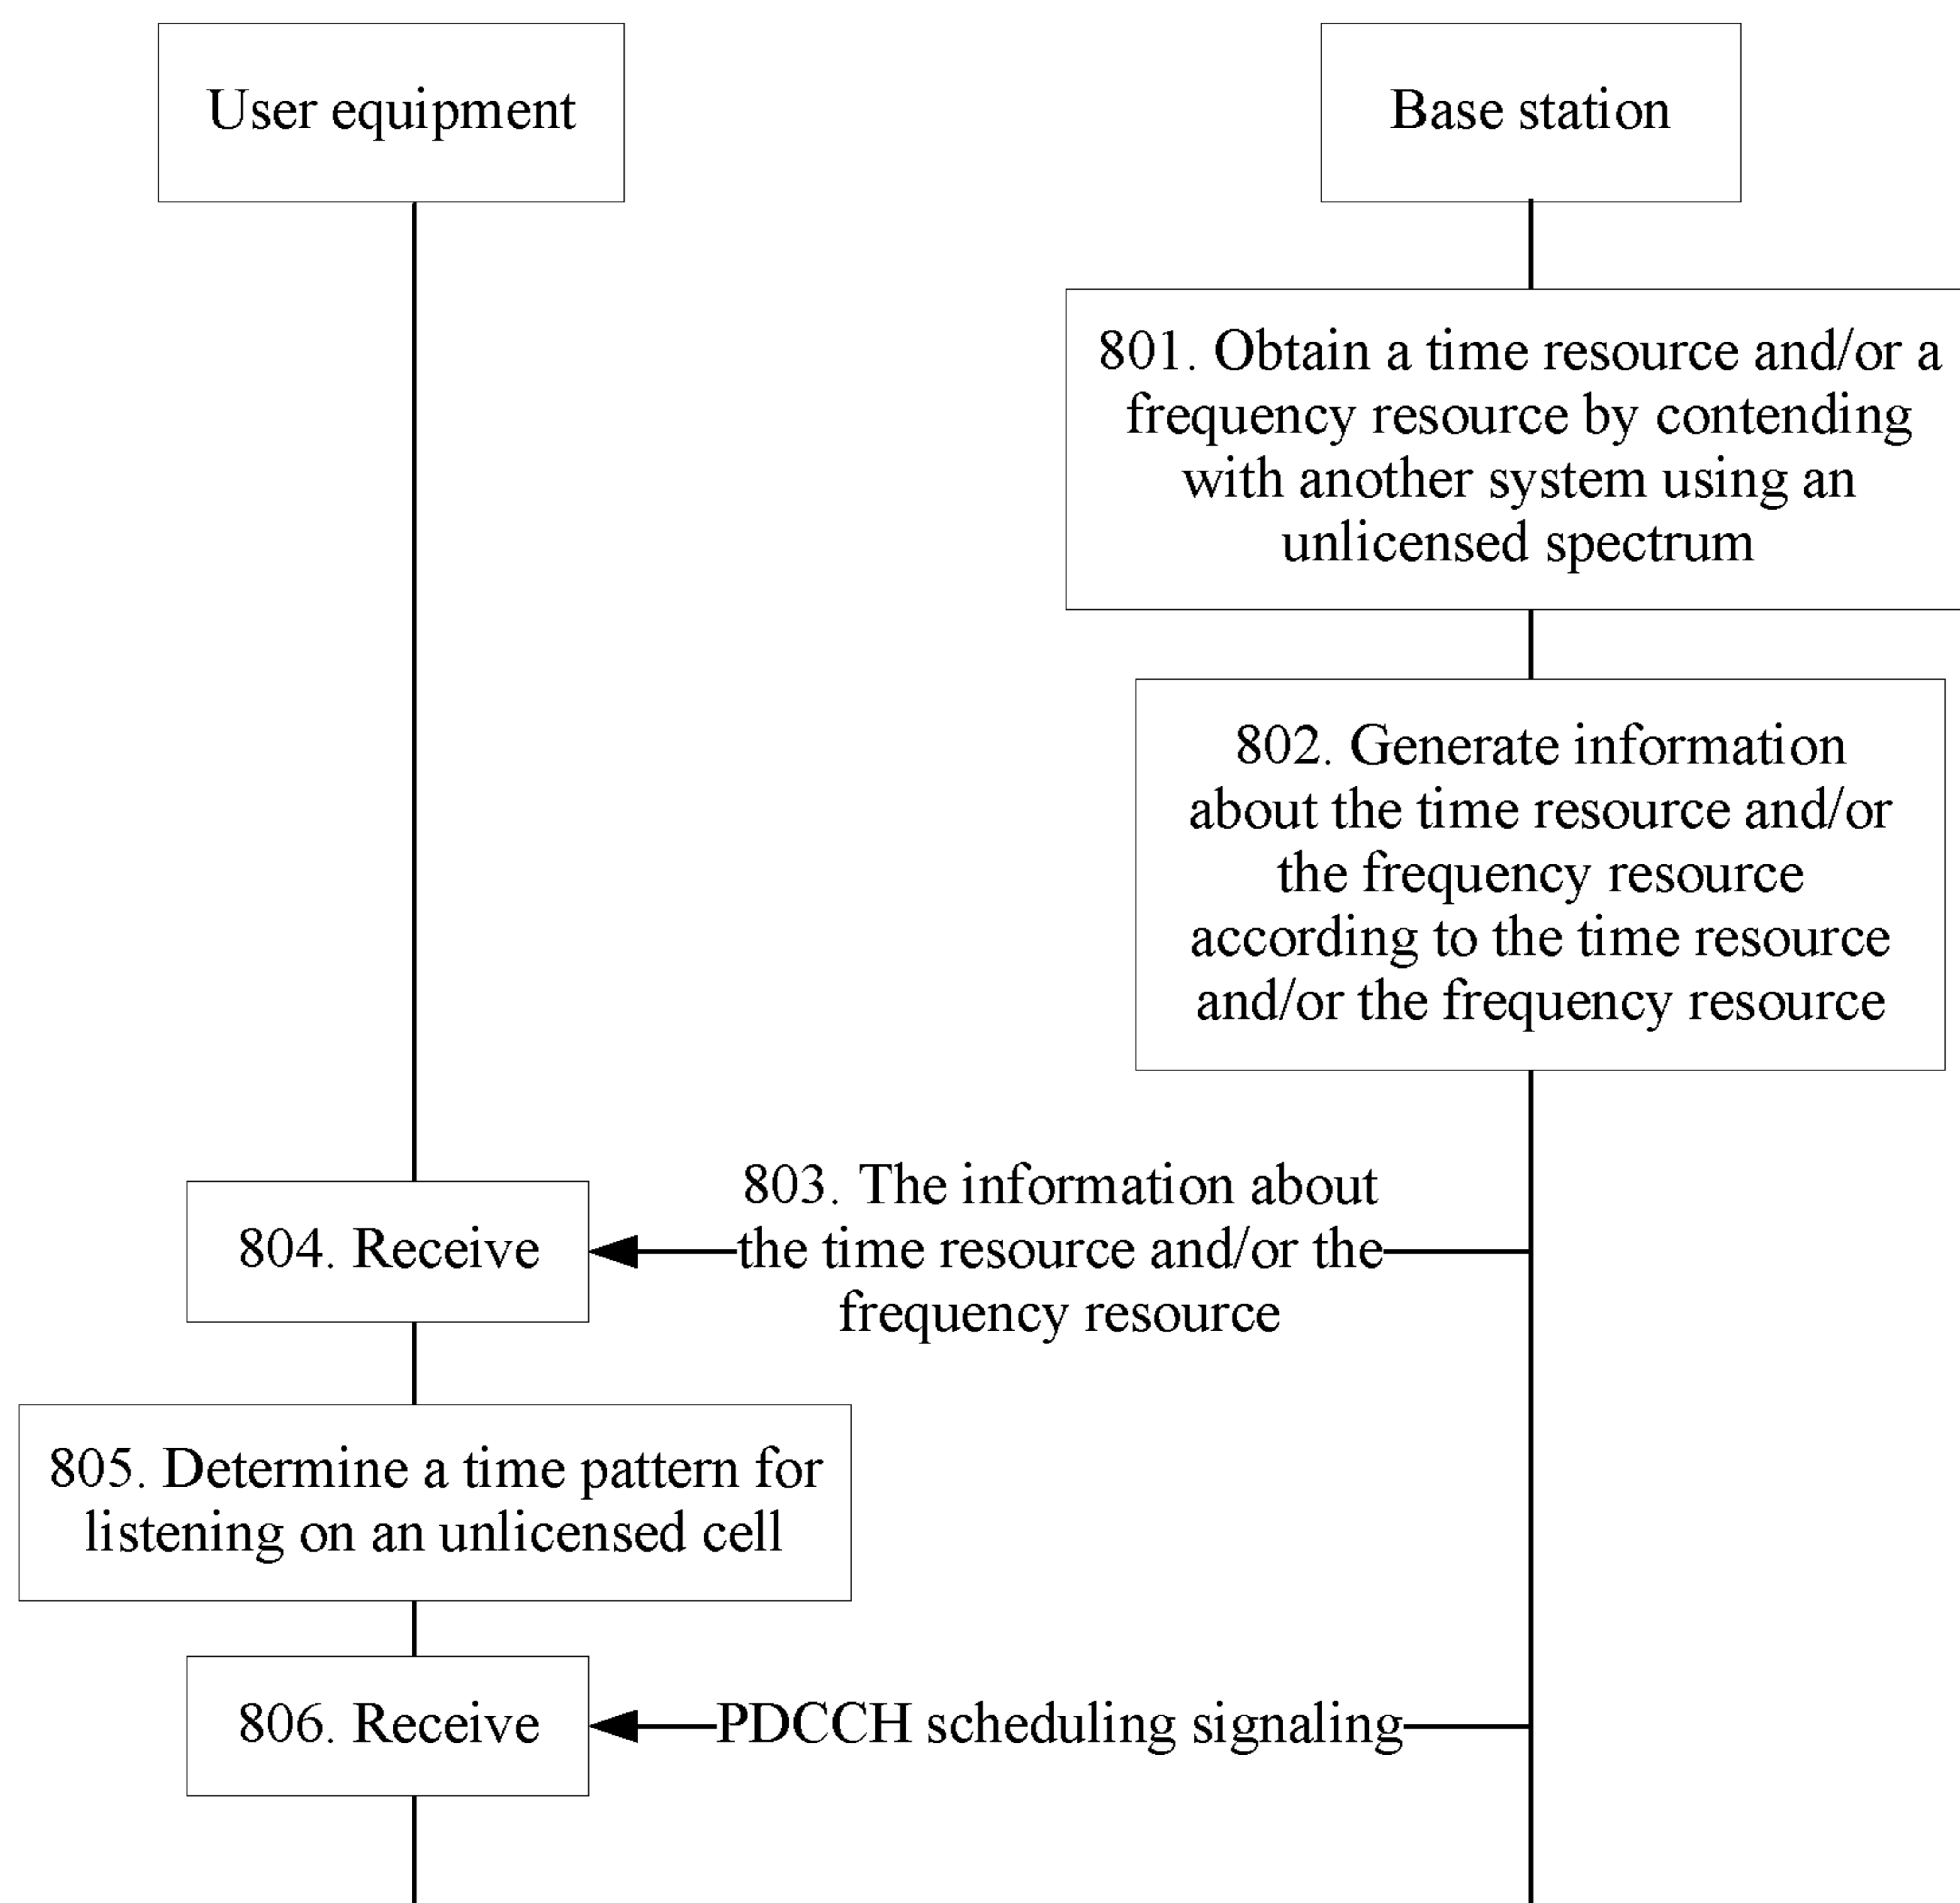 User equipment
Base station
801. Obtain a time resource and/or a
frequency resource by contending
with another system using an
unlicensed spectrum
802. Generate information
about the time resource and/or
the frequency resource
according to the time resource
and/or the frequency resource
803. The information about
the time resource and/or the
frequency resource
804. Receive
805. Determine a time pattern for
listening on an unlicensed cell
806. Receive
PDCCH scheduling signaling